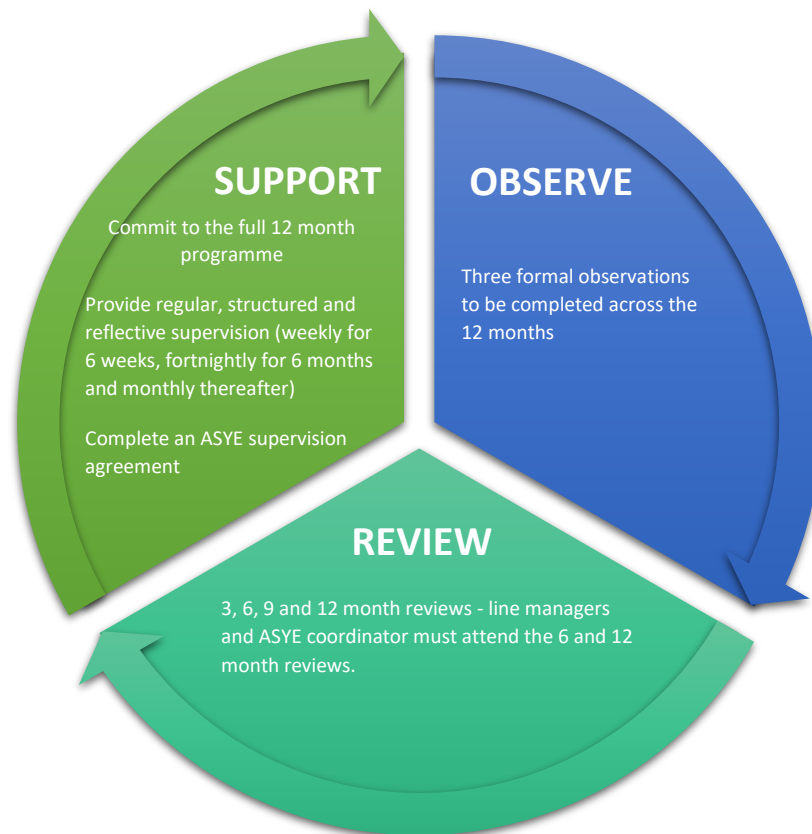 SUPPORT
Commit to the full 12 month
programme
Provide regular, structured and
reflective supervision (weekly for
6 weeks, fortnightly for 6 months
and monthly thereafter)
Complete an ASYE supervision
agreement
OBSERVE
Three formal observations
to be completed across the
12 months
REVIEW
3, 6, 9 and 12 month reviews - line managers
and ASYE coordinator must attend the 6 and 12
month reviews.